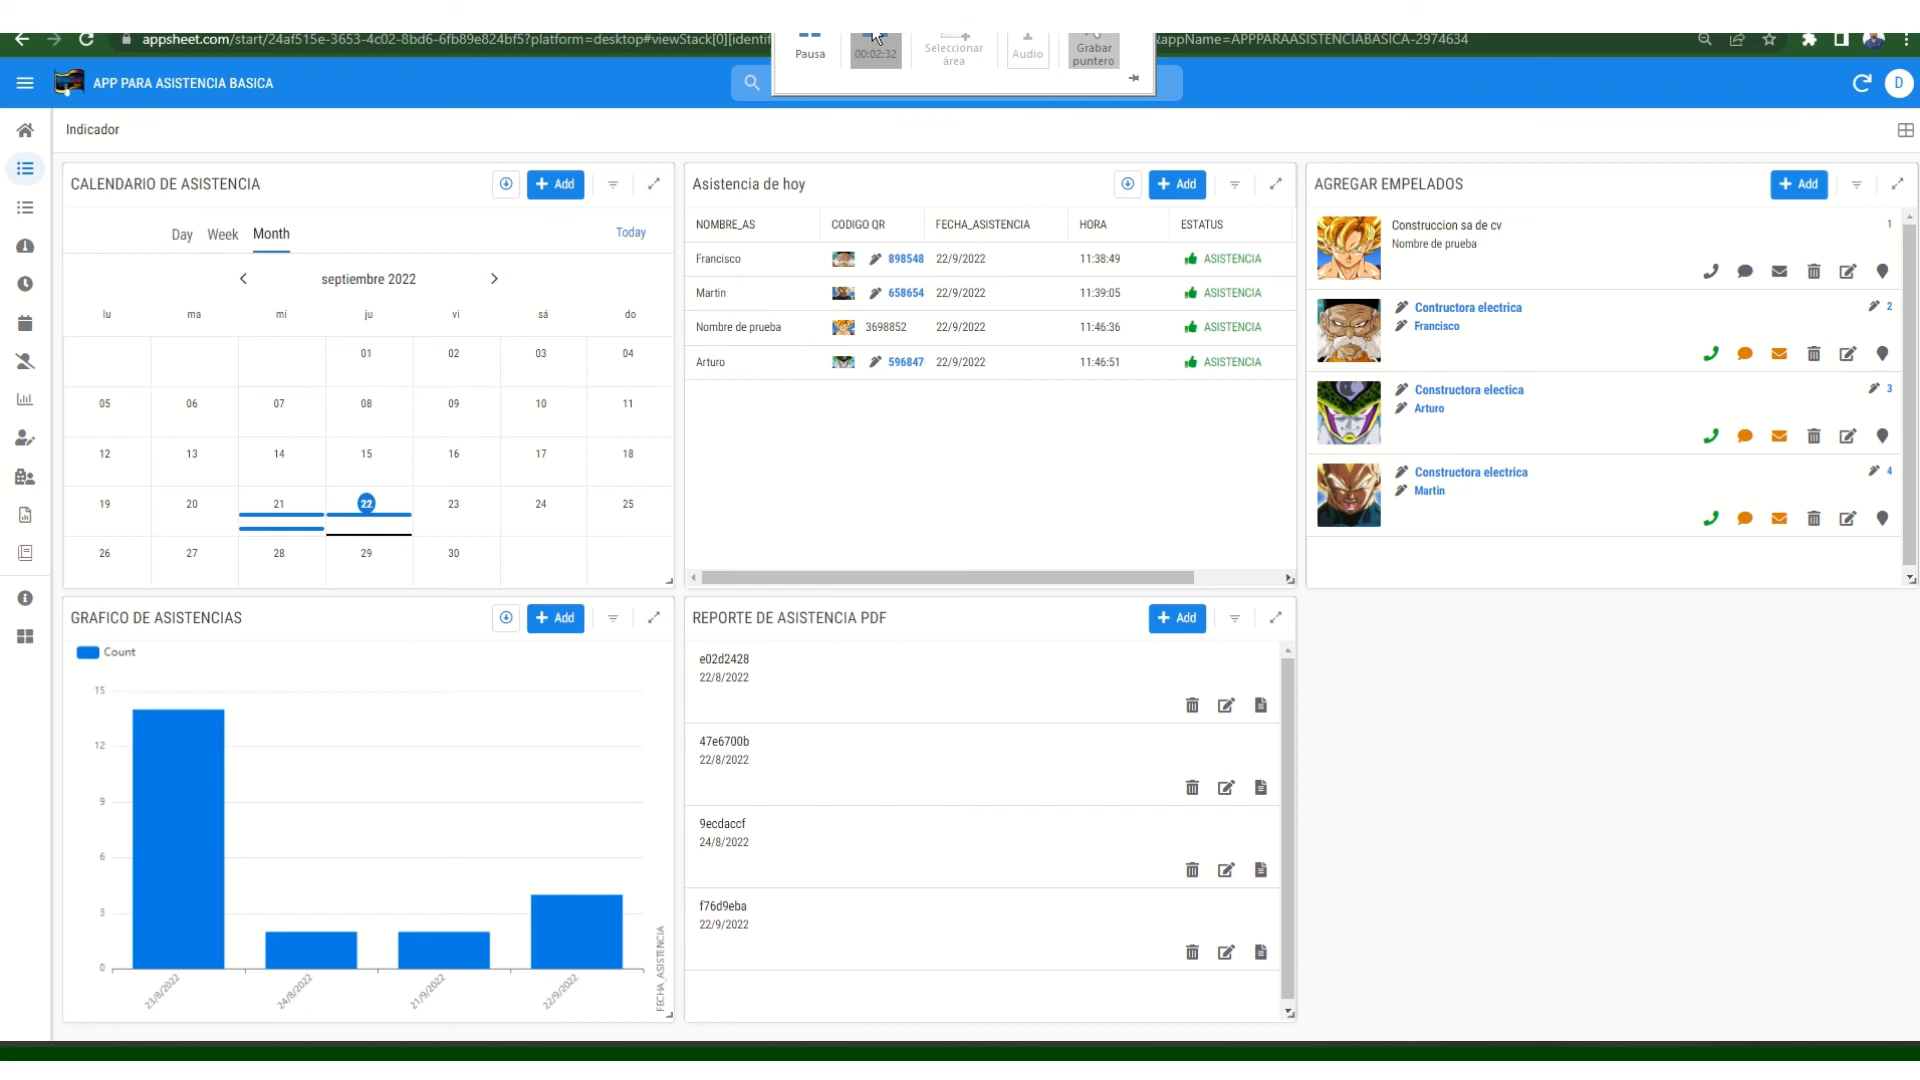 appsheet.com/start/24af515e-3653-4c02-8bd6-6fb89e824bf5?platform=desktop#viewStack[0][identif
&appName=APPPARAASISTENCIABASICA-2974634
Pausa
00:02:32
Seleccionar
área
Audio
Grabar
puntero
APP PARA ASISTENCIA BASICA
D
Indicador
CALENDARIO DE ASISTENCIA
Add
Day Week Month
Today
septiembre 2022
lu ma mi ju vi sá do
01 02 03 04
05 06 07 08 09 10 11
12 13 14 15 16 17 18
19 20 21 22 23 24 25
26 27 28 29 30
Asistencia de hoy
Add
NOMBRE_AS CODIGO QR FECHA_ASISTENCIA HORA ESTATUS
Francisco 898548 22/9/2022 11:38:49 ASISTENCIA
Martin 658654 22/9/2022 11:39:05 ASISTENCIA
Nombre de prueba 3698852 22/9/2022 11:46:36 ASISTENCIA
Arturo 596847 22/9/2022 11:46:51 ASISTENCIA
AGREGAR EMPELADOS
Add
Construccion sa de cv 1
Nombre de prueba
Contructora electrica 2
Francisco
Constructora electica 3
Arturo
Constructora electrica 4
Martin
GRAFICO DE ASISTENCIAS
Add
Count
15
12
9
6
3
0
23/8/2022
24/8/2022
21/9/2022
22/9/2022
FECHA_ASISTENCIA
REPORTE DE ASISTENCIA PDF
Add
e02d2428
22/8/2022
47e6700b
22/8/2022
9ecdaccf
24/8/2022
f76d9eba
22/9/2022